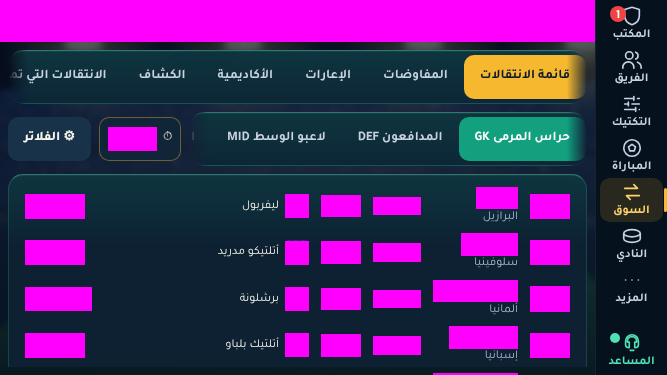 1
المكتب
الفريق
التكتيك
المباراة
السوق
النادي
المزيد
المساعد
قائمة الانتقالات
المفاوضات
الإعارات
الأكاديمية
الكشاف
الانتقالات التي تم
حراس المرمى GK
المدافعون DEF
لاعبو الوسط MID
الفلاتر
البرازيل
ليفربول
سلوفينيا
أتلتيكو مدريد
ألمانيا
برشلونة
إسبانيا
أتلتيك بلباو